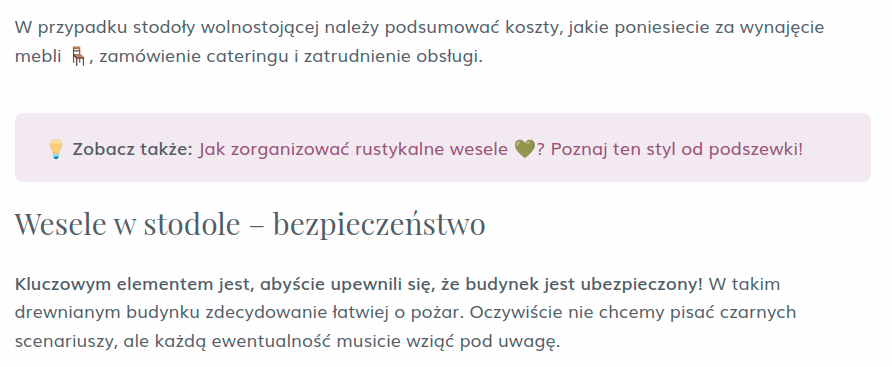 W przypadku stodoły wolnostojącej należy podsumować koszty, jakie poniesiecie za wynajęcie
mebli 🪑, zamówienie cateringu i zatrudnienie obsługi.
💡 Zobacz także: Jak zorganizować rustykalne wesele 💚? Poznaj ten styl od podszewki!
Wesele w stodole – bezpieczeństwo
Kluczowym elementem jest, abyście upewnili się, że budynek jest ubezpieczony! W takim
drewnianym budynku zdecydowanie łatwiej o pożar. Oczywiście nie chcemy pisać czarnych
scenariuszy, ale każdą ewentualność musicie wziąć pod uwagę.